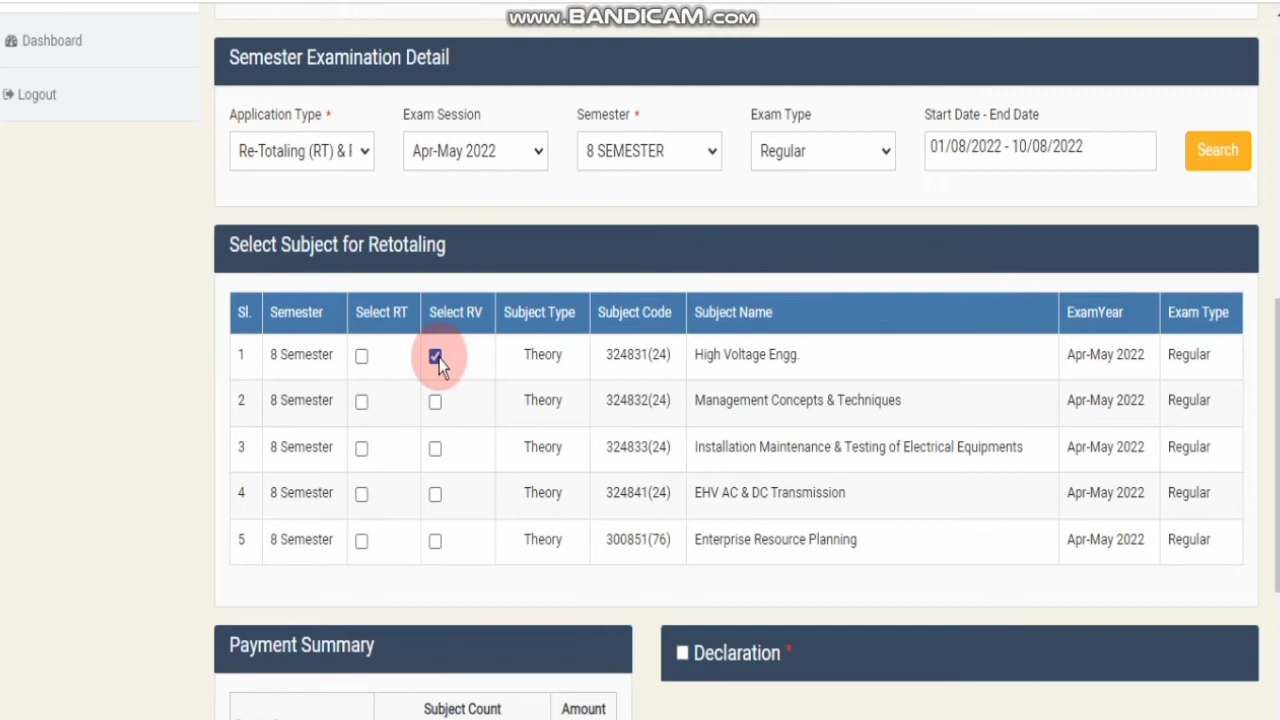 www.BANDICAM.com
Dashboard
Logout
Semester Examination Detail
Application Type * Exam Session Semester * Exam Type Start Date - End Date
Re-Totaling (RT) & Apr-May 2022 8 SEMESTER Regular 01/08/2022 - 10/08/2022 Search
Select Subject for Retotaling
Sl. Semester Select RT Select RV Subject Type Subject Code Subject Name ExamYear Exam Type
1 8 Semester Theory 324831(24) High Voltage Engg. Apr-May 2022 Regular
2 8 Semester Theory 324832(24) Management Concepts & Techniques Apr-May 2022 Regular
3 8 Semester Theory 324833(24) Installation Maintenance & Testing of Electrical Equipments Apr-May 2022 Regular
4 8 Semester Theory 324841(24) EHV AC & DC Transmission Apr-May 2022 Regular
5 8 Semester Theory 300851(76) Enterprise Resource Planning Apr-May 2022 Regular
Payment Summary
Declaration *
Subject Count Amount